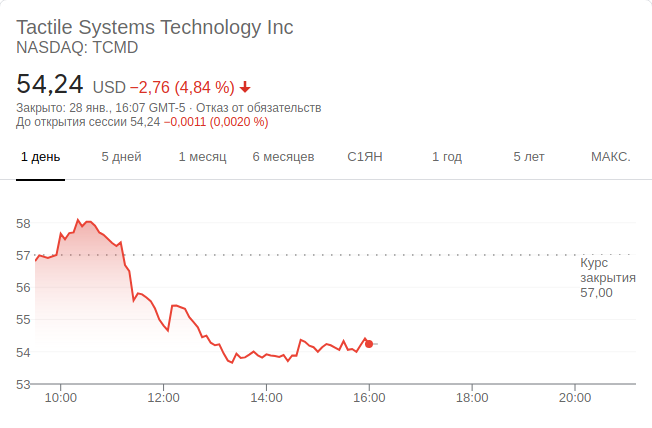 Tactile Systems Technology Inc
NASDAQ: TCMD
54,24 USD −2,76 (4,84 %)
Закрыто: 28 янв., 16:07 GMT-5 · Отказ от обязательств
До открытия сессии 54,24 −0,0011 (0,0020 %)
1 день 5 дней 1 месяц 6 месяцев С1ЯН 1 год 5 лет МАКС.
58
57
Курс
закрытия
57,00
56
55
54
53
10:00 12:00 14:00 16:00 18:00 20:00